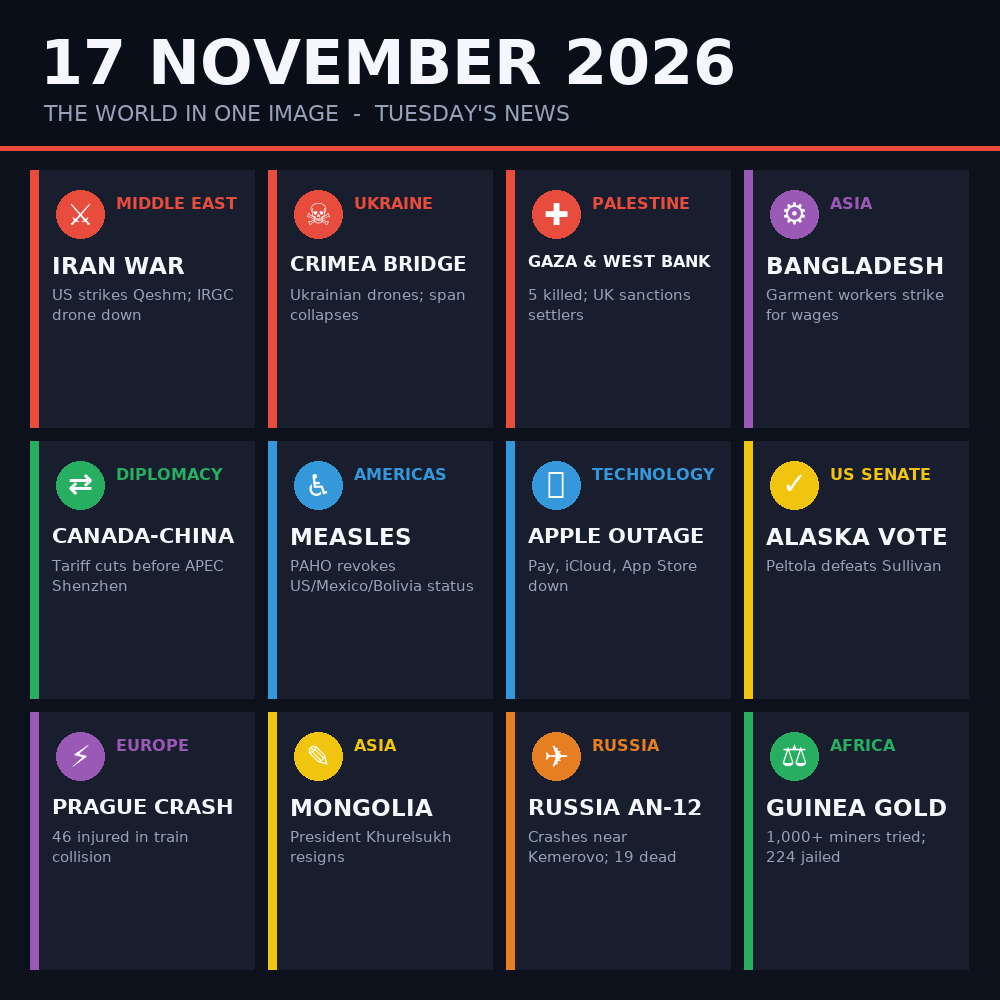 17 NOVEMBER 2026
THE WORLD IN ONE IMAGE - TUESDAY'S NEWS
MIDDLE EAST
IRAN WAR
US strikes Qeshm; IRGC
drone down
UKRAINE
CRIMEA BRIDGE
Ukrainian drones; span
collapses
PALESTINE
GAZA & WEST BANK
5 killed; UK sanctions
settlers
ASIA
BANGLADESH
Garment workers strike
for wages
DIPLOMACY
CANADA-CHINA
Tariff cuts before APEC
Shenzhen
AMERICAS
MEASLES
PAHO revokes
US/Mexico/Bolivia status
TECHNOLOGY
APPLE OUTAGE
Pay, iCloud, App Store
down
US SENATE
ALASKA VOTE
Peltola defeats Sullivan
EUROPE
PRAGUE CRASH
46 injured in train
collision
ASIA
MONGOLIA
President Khurelsukh
resigns
RUSSIA
RUSSIA AN-12
Crashes near
Kemerovo; 19 dead
AFRICA
GUINEA GOLD
1,000+ miners tried;
224 jailed